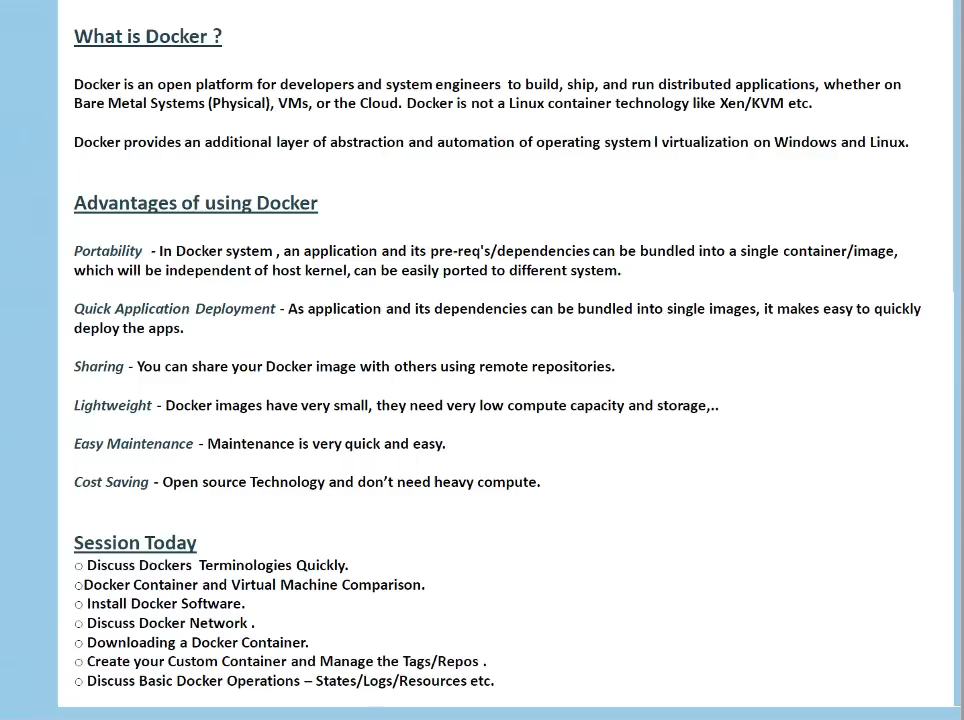 What is Docker ?
Docker is an open platform for developers and system engineers to build, ship, and run distributed applications, whether on
Bare Metal Systems (Physical), VMs, or the Cloud. Docker is not a Linux container technology like Xen/KVM etc.
Docker provides an additional layer of abstraction and automation of operating system l virtualization on Windows and Linux.
Advantages of using Docker
Portability - In Docker system , an application and its pre-req's/dependencies can be bundled into a single container/image,
which will be independent of host kernel, can be easily ported to different system.
Quick Application Deployment - As application and its dependencies can be bundled into single images, it makes easy to quickly
deploy the apps.
Sharing - You can share your Docker image with others using remote repositories.
Lightweight - Docker images have very small, they need very low compute capacity and storage,..
Easy Maintenance - Maintenance is very quick and easy.
Cost Saving - Open source Technology and don’t need heavy compute.
Session Today
○ Discuss Dockers Terminologies Quickly.
○Docker Container and Virtual Machine Comparison.
○ Install Docker Software.
○ Discuss Docker Network .
○ Downloading a Docker Container.
○ Create your Custom Container and Manage the Tags/Repos .
○ Discuss Basic Docker Operations – States/Logs/Resources etc.